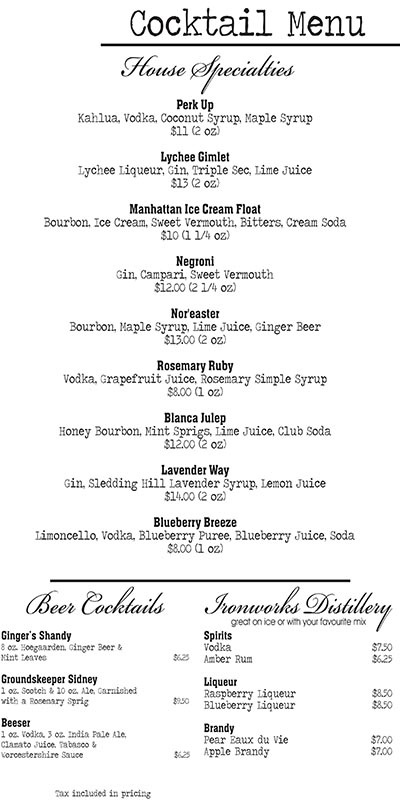 Cocktail Menu
House Specialties
Perk Up
Kahlua, Vodka, Coconut Syrup, Maple Syrup
$11 (2 oz)
Lychee Gimlet
Lychee Liqueur, Gin, Triple Sec, Lime Juice
$13 (2 oz)
Manhattan Ice Cream Float
Bourbon, Ice Cream, Sweet Vermouth, Bitters, Cream Soda
$10 (1 1/4 oz)
Negroni
Gin, Campari, Sweet Vermouth
$12.00 (2 1/4 oz)
Nor'easter
Bourbon, Maple Syrup, Lime Juice, Ginger Beer
$13.00 (2 oz)
Rosemary Ruby
Vodka, Grapefruit Juice, Rosemary Simple Syrup
$8.00 (1 oz)
Blanca Julep
Honey Bourbon, Mint Sprigs, Lime Juice, Club Soda
$12.00 (2 oz)
Lavender Way
Gin, Sledding Hill Lavender Syrup, Lemon Juice
$14.00 (2 oz)
Blueberry Breeze
Limoncello, Vodka, Blueberry Puree, Blueberry Juice, Soda
$8.00 (1 oz)
Beer Cocktails
Ginger's Shandy
8 oz. Hoegaarden, Ginger Beer &
Mint Leaves $6.25
Groundskeeper Sidney
1 oz. Scotch & 10 oz. Ale, Garnished
with a Rosemary Sprig $9.50
Beeser
1 oz. Vodka, 3 oz. India Pale Ale,
Clamato Juice, Tabasco &
Worcestershire Sauce $6.25
Ironworks Distillery
great on ice or with your favourite mix
Spirits
Vodka $7.50
Amber Rum $6.25
Liqueur
Raspberry Liqueur $8.50
Blueberry Liqueur $8.50
Brandy
Pear Eaux du Vie $7.00
Apple Brandy $7.00
Tax included in pricing